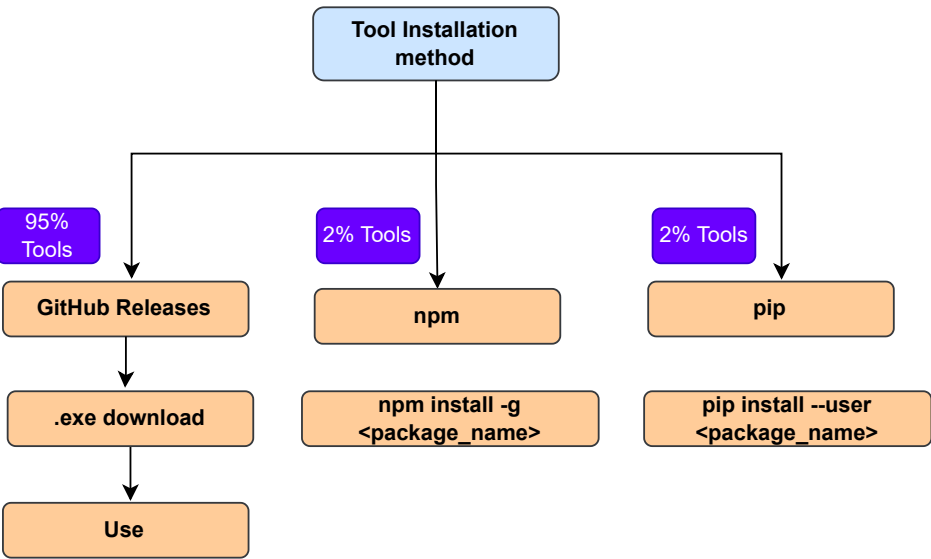 Tool Installation
method
95%
Tools
2% Tools
2% Tools
GitHub Releases
npm
pip
.exe download
npm install -g
<package_name>
pip install --user
<package_name>
Use